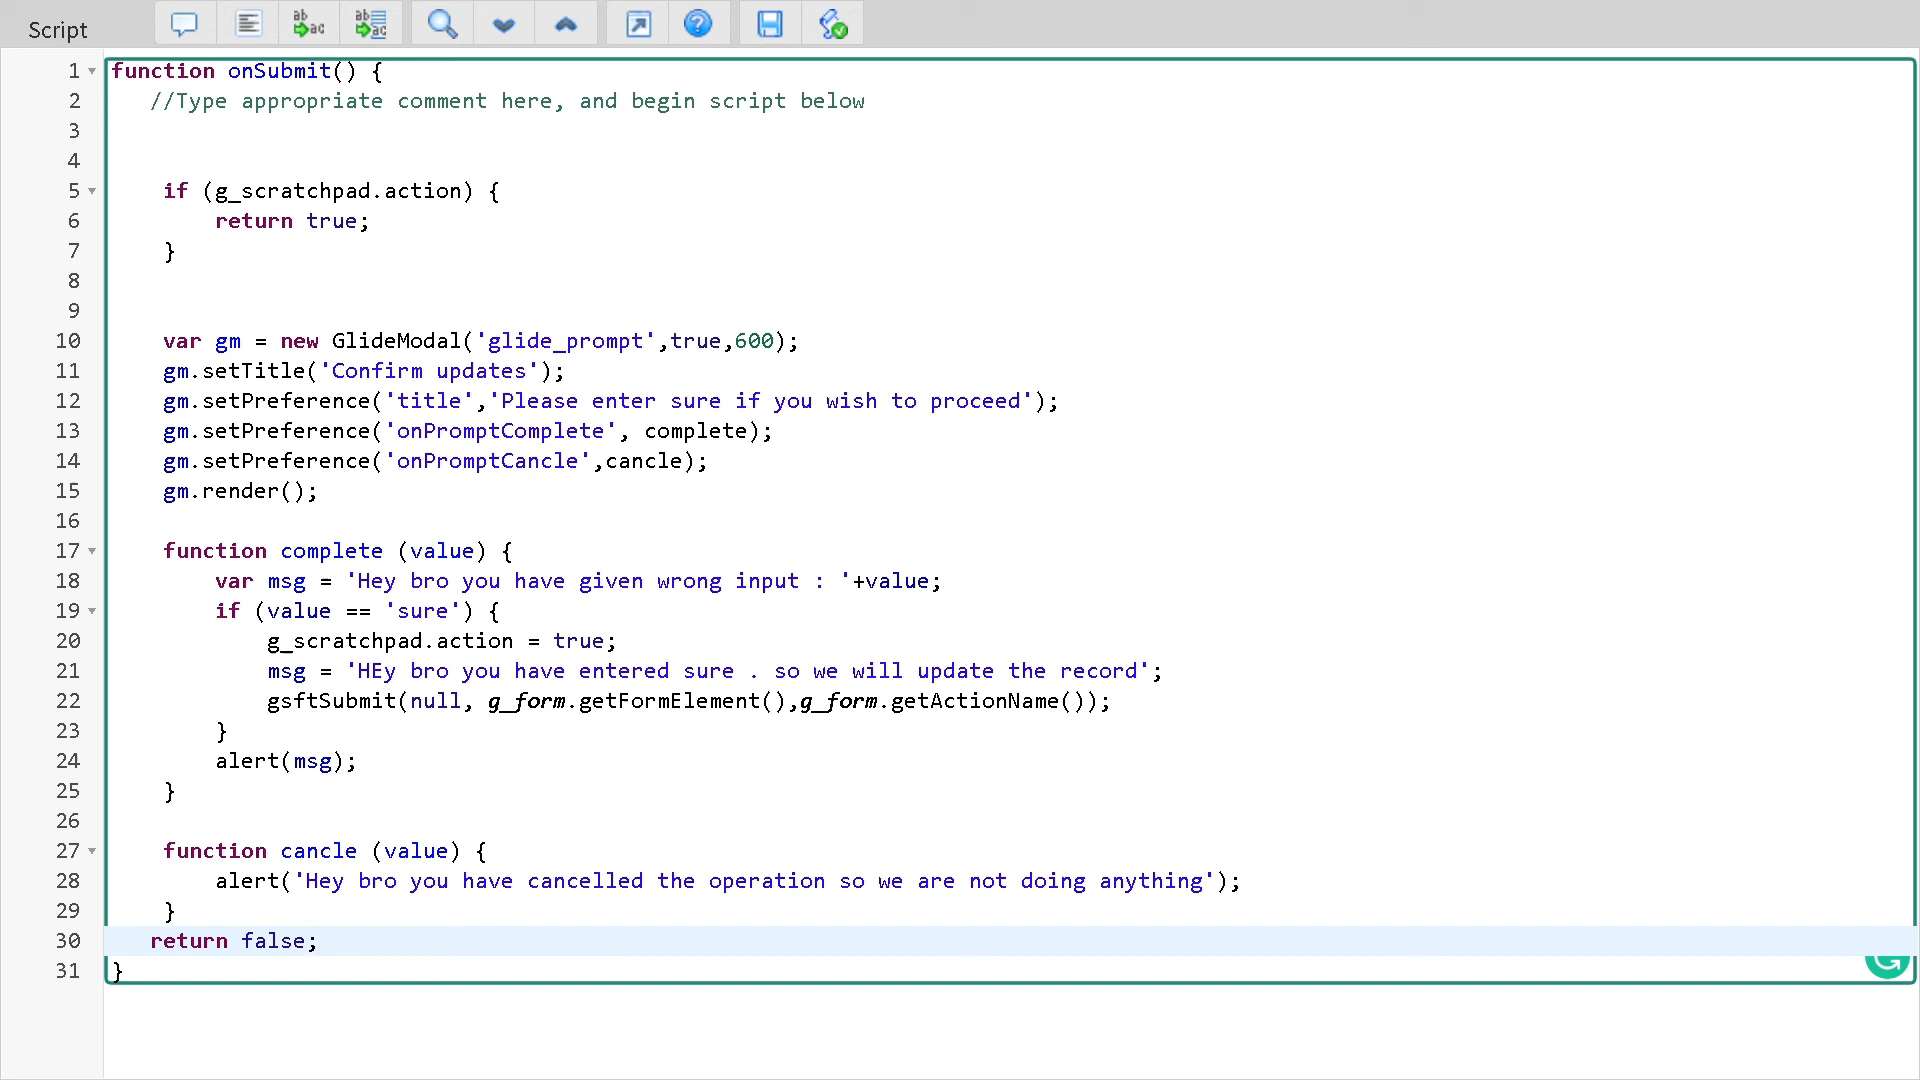 Script
1 function onSubmit() {
2 //Type appropriate comment here, and begin script below
3
4
5 if (g_scratchpad.action) {
6 return true;
7 }
8
9
10 var gm = new GlideModal('glide_prompt',true,600);
11 gm.setTitle('Confirm updates');
12 gm.setPreference('title','Please enter sure if you wish to proceed');
13 gm.setPreference('onPromptComplete', complete);
14 gm.setPreference('onPromptCancle',cancle);
15 gm.render();
16
17 function complete (value) {
18 var msg = 'Hey bro you have given wrong input : '+value;
19 if (value == 'sure') {
20 g_scratchpad.action = true;
21 msg = 'HEy bro you have entered sure . so we will update the record';
22 gsftSubmit(null, g_form.getFormElement(),g_form.getActionName());
23 }
24 alert(msg);
25 }
26
27 function cancle (value) {
28 alert('Hey bro you have cancelled the operation so we are not doing anything');
29 }
30 return false;
31 }